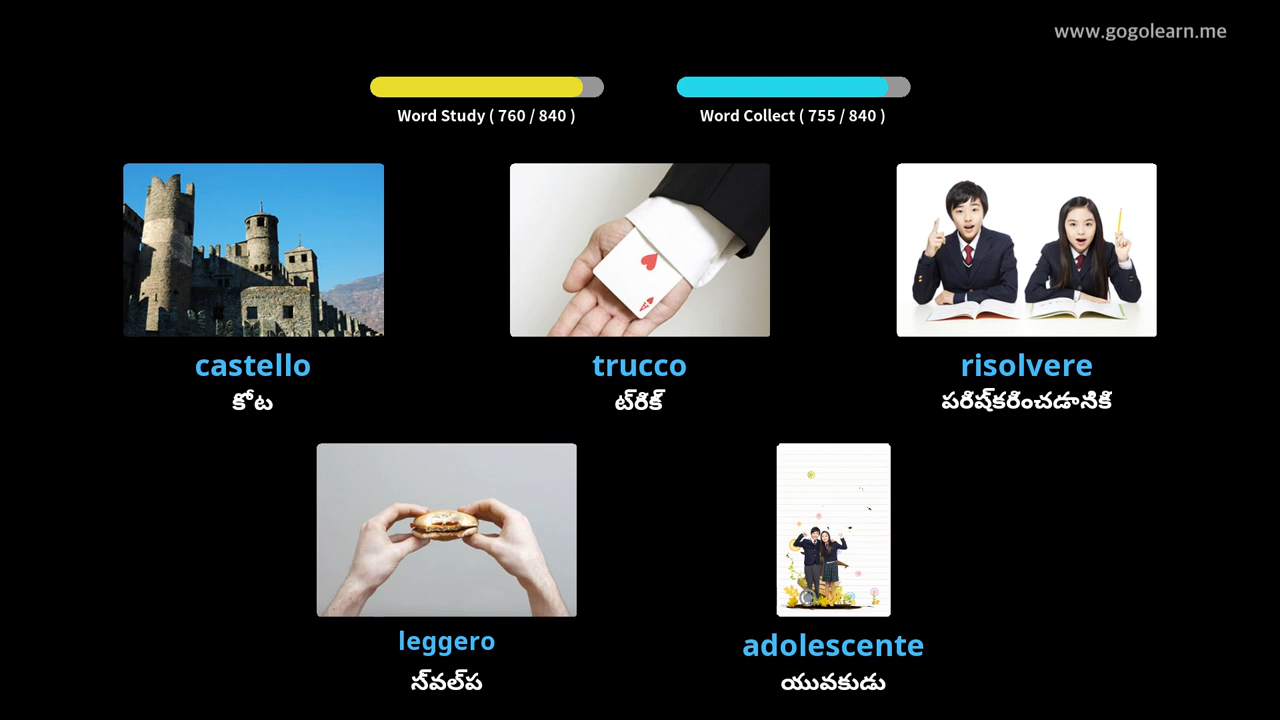 www.gogolearn.me
Word Study ( 760 / 840 )
Word Collect ( 755 / 840 )
castello
కోట
trucco
ట్‌రిక్
risolvere
పరిష్‌కరించడానికి
leggero
స్‌వల్‌ప
adolescente
యువకుడు